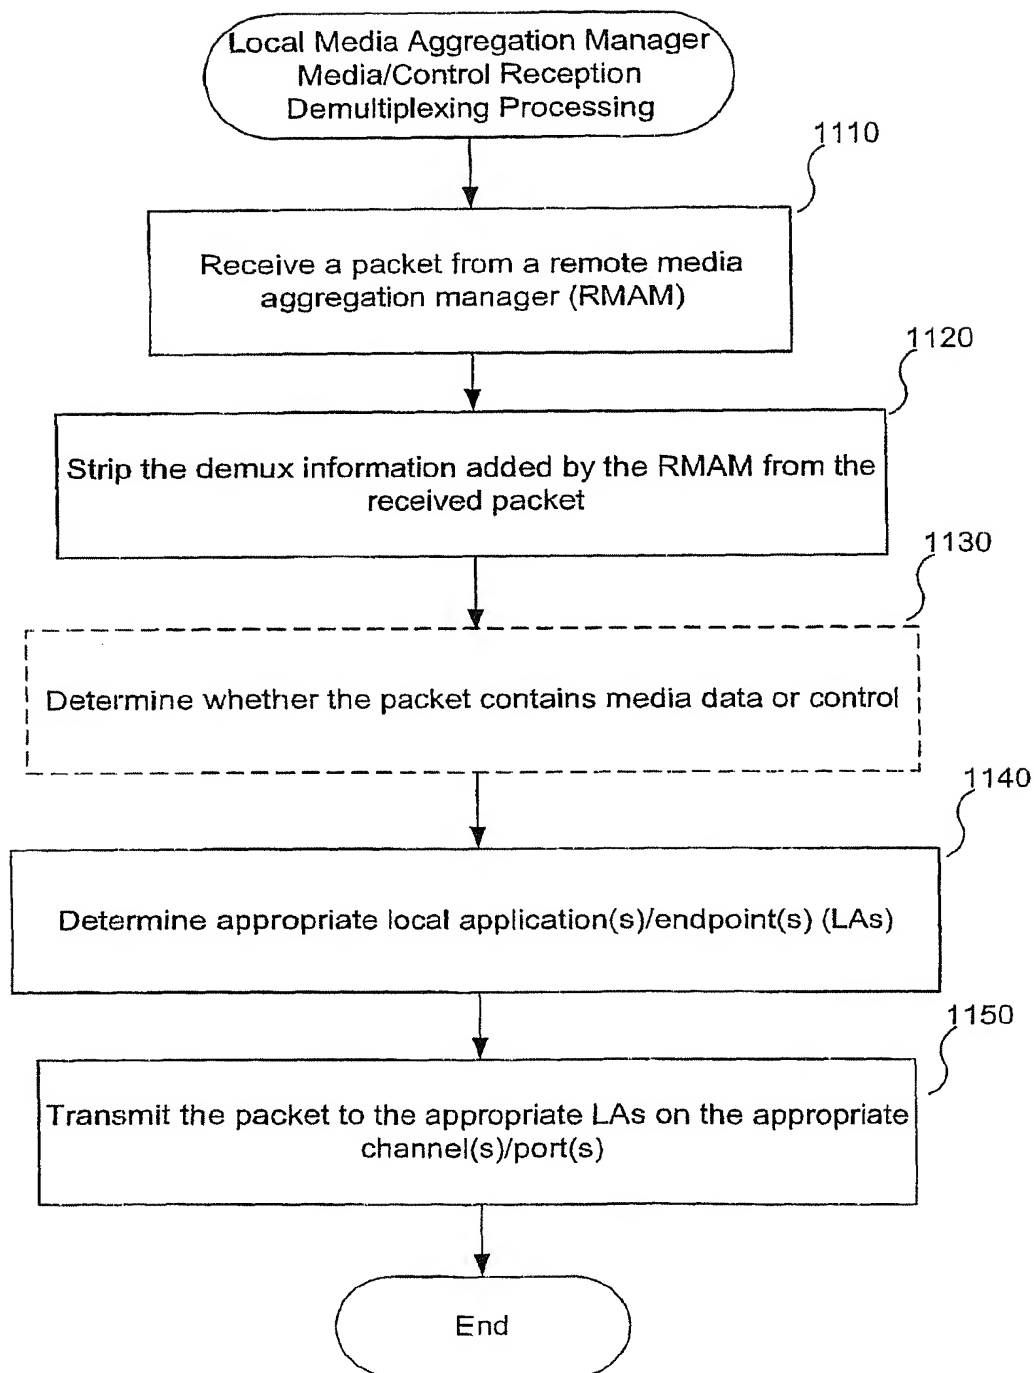 Local Media Aggregation Manager
Media/Control Reception
Demultiplexing Processing
1110
Receive a packet from a remote media
aggregation manager (RMAM)
1120
Strip the demux information added by the RMAM from the
received packet
1130
Determine whether the packet contains media data or control
1140
Determine appropriate local application(s)/endpoint(s) (LAs)
1150
Transmit the packet to the appropriate LAs on the appropriate
channel(s)/port(s)
End